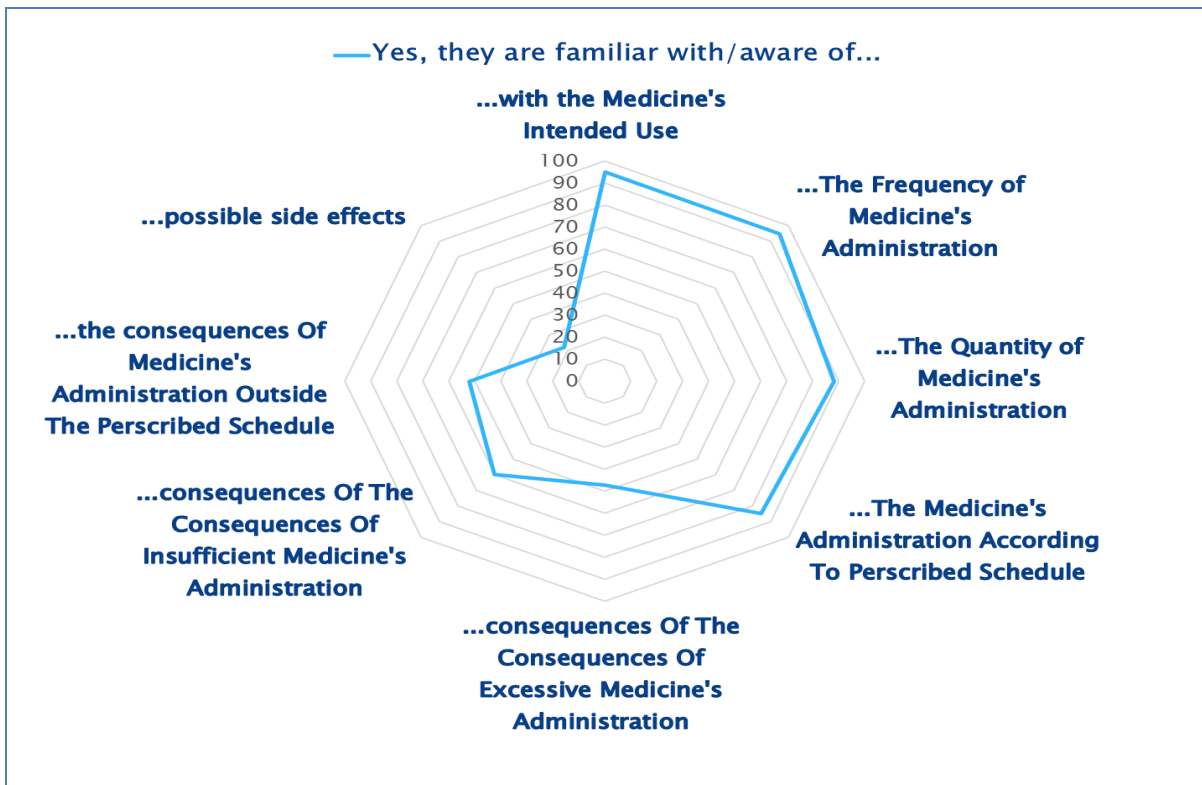 Yes, they are familiar with/aware of...
...with the Medicine's
Intended Use
...The Frequency of
Medicine's
Administration
...The Quantity of
Medicine's
Administration
...The Medicine's
Administration According
To Perscribed Schedule
...consequences Of The
Consequences Of
Excessive Medicine's
Administration
...consequences Of The
Consequences Of
Insufficient Medicine's
Administration
...the consequences Of
Medicine's
Administration Outside
The Perscribed Schedule
...possible side effects
100
90
80
70
60
50
40
30
20
10
0